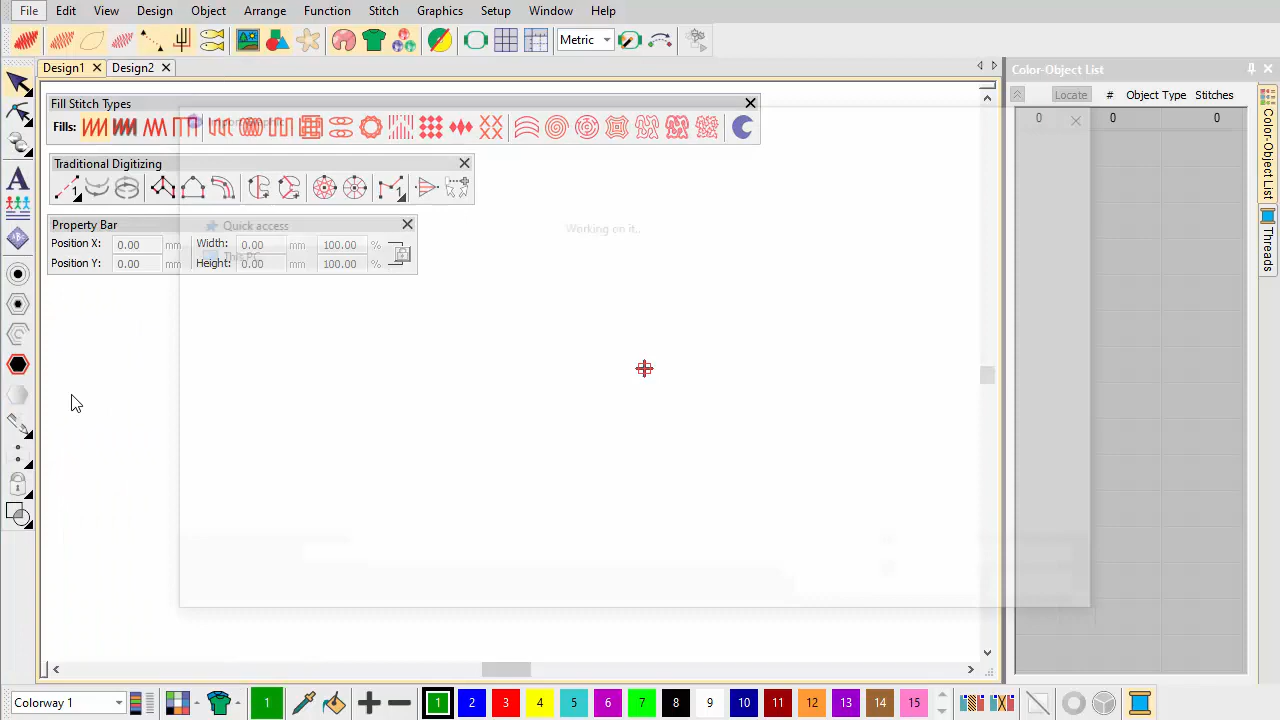 File Edit View Design Object Arrange Function Stitch Graphics Setup Window Help
Metric
Design1 Design2
Color-Object List
Fill Stitch Types
Locate # Object Type Stitches
Fills:
0 0 0
Traditional Digitizing
1 1
Property Bar
Quick access
Position X: 0.00 mm Width: 0.00 mm 100.00 %
This PC
Position Y: 0.00 mm Height: 0.00 mm 100.00 %
Working on it...
Color-Object List
Threads
Colorway 1 1 1 2 3 4 5 6 7 8 9 10 11 12 13 14 15